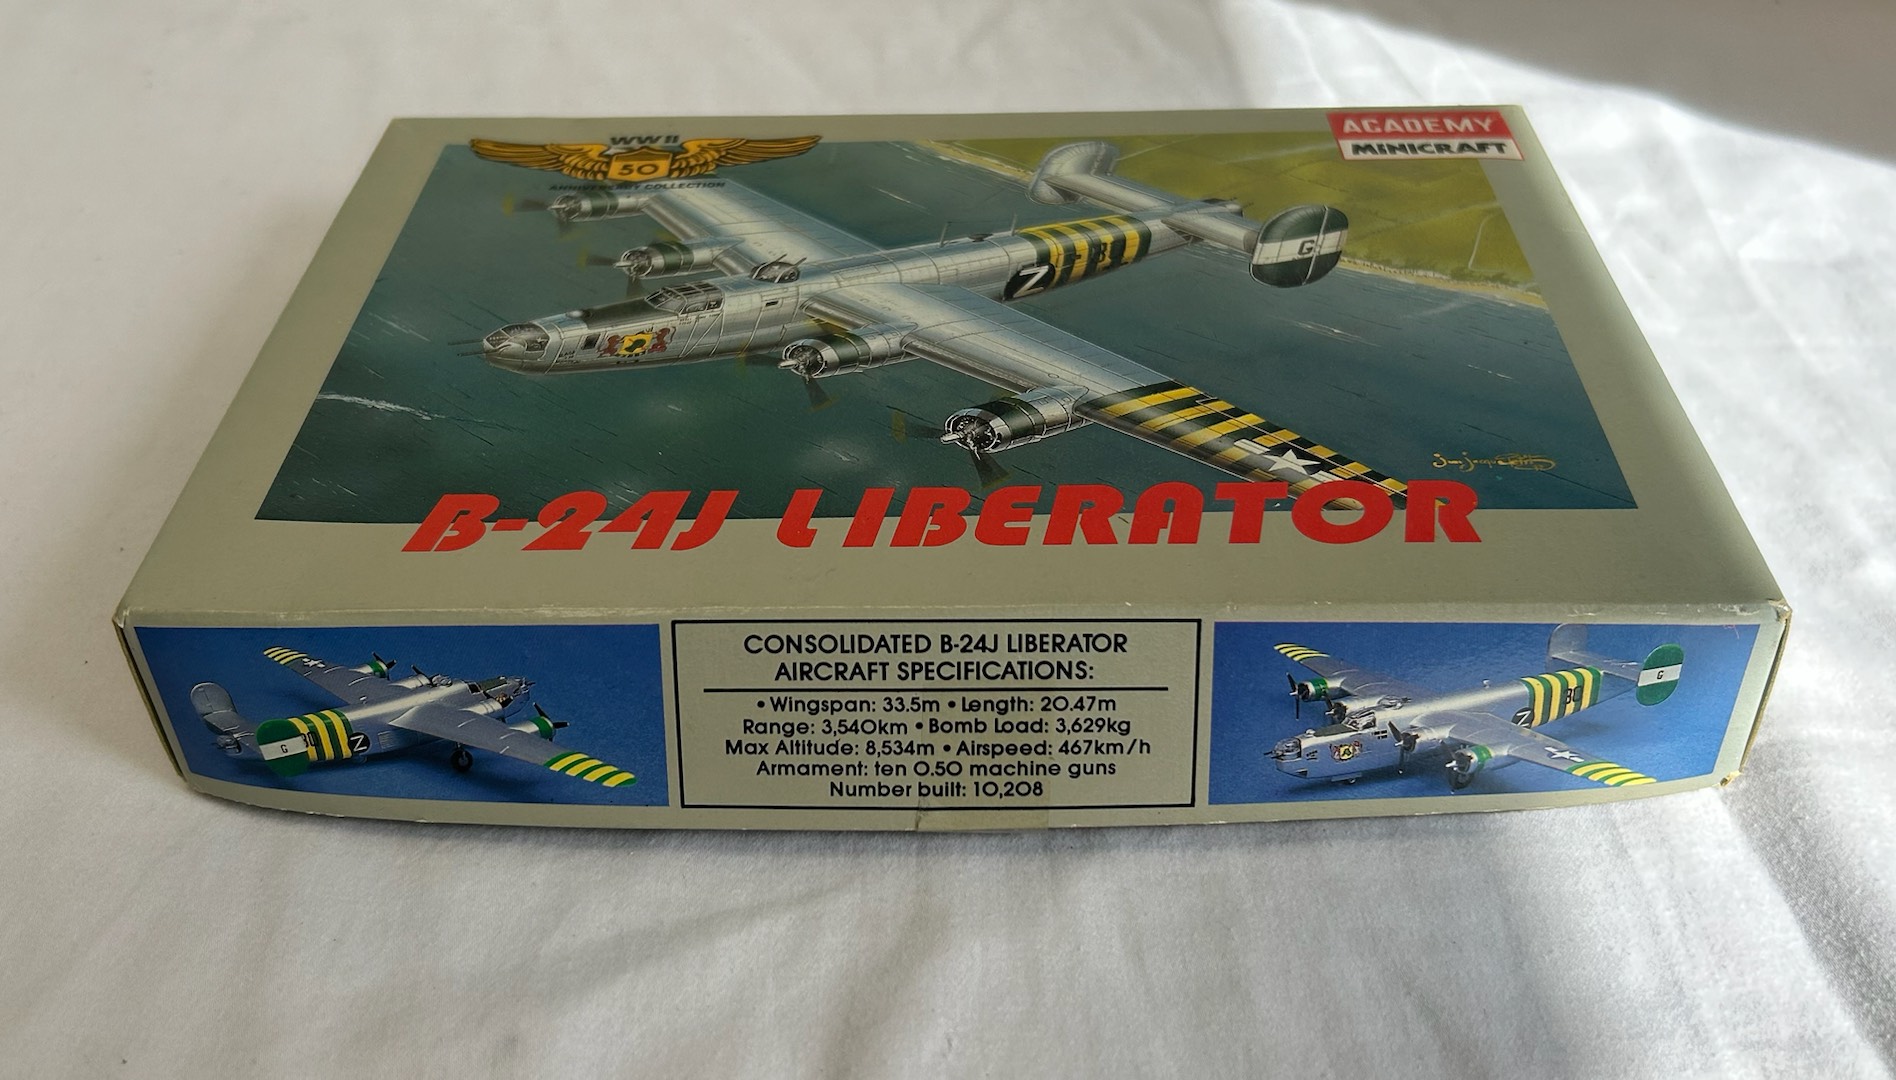 WW II
50
ANNIVERSARY COLLECTION
ACADEMY
MINICRAFT
G
Z
B-24J LIBERATOR
CONSOLIDATED B-24J LIBERATOR
AIRCRAFT SPECIFICATIONS:
• Wingspan: 33.5m • Length: 20.47m
Range: 3,540km • Bomb Load: 3,629kg
Max Altitude: 8,534m • Airspeed: 467km/h
Armament: ten 0.50 machine guns
Number built: 10,208
G
Z
G
Z